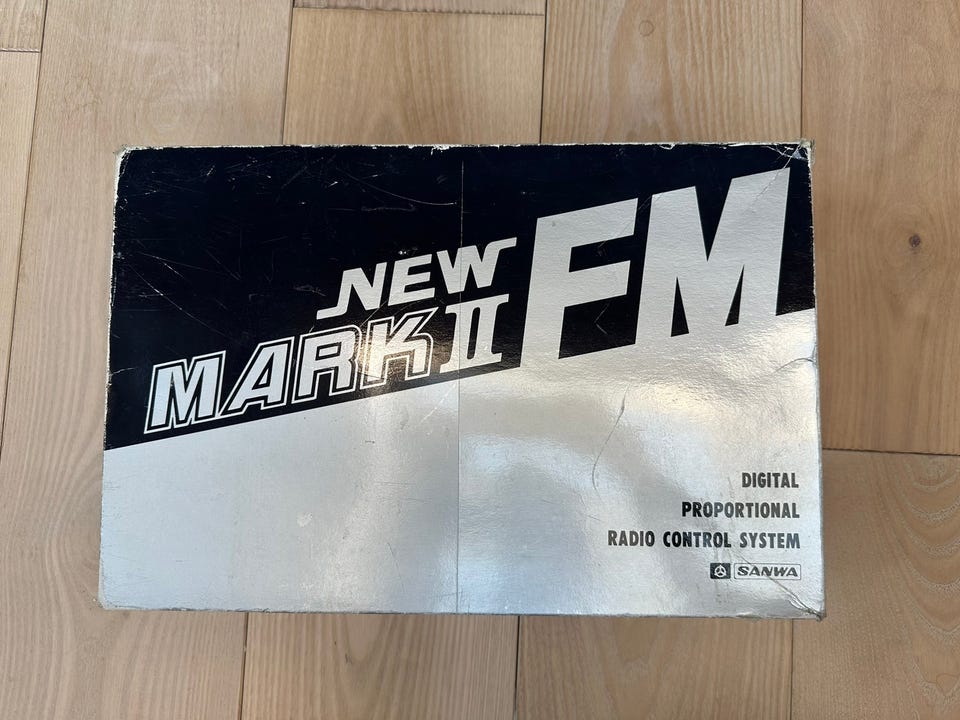 NEW
MARK II FM
DIGITAL
PROPORTIONAL
RADIO CONTROL SYSTEM
SANWA